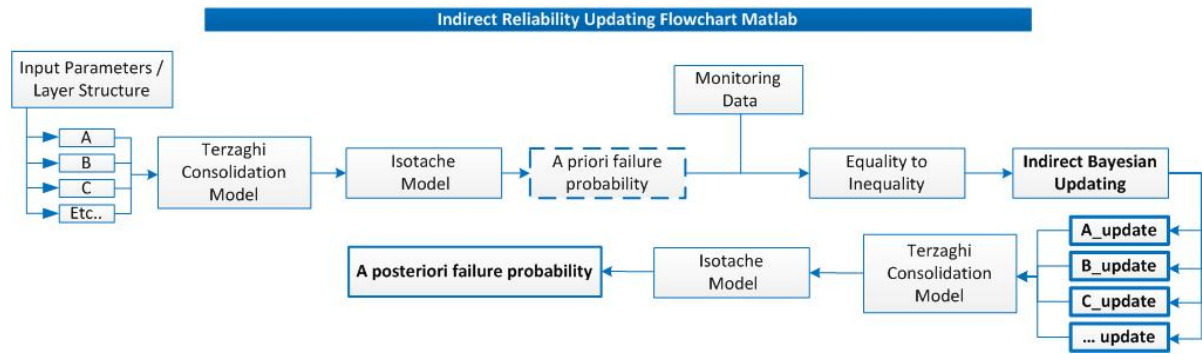 Indirect Reliability Updating Flowchart Matlab
Input Parameters /
Layer Structure
A
B
C
Etc..
Terzaghi
Consolidation
Model
Isotache
Model
A priori failure
probability
Monitoring
Data
Equality to
Inequality
Indirect Bayesian
Updating
A_update
B_update
C_update
... update
Terzaghi
Consolidation
Model
Isotache
Model
A posteriori failure probability